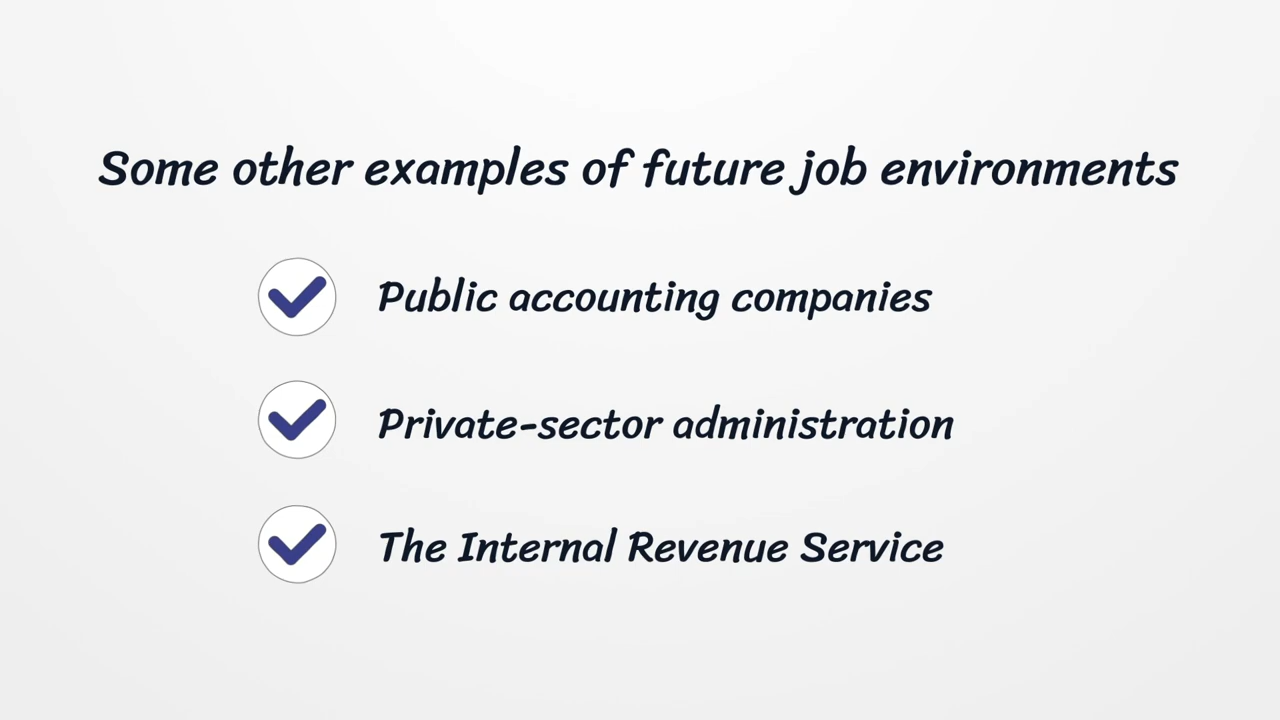 Some other examples of future job environments
Public accounting companies
Private-sector administration
The Internal Revenue Service